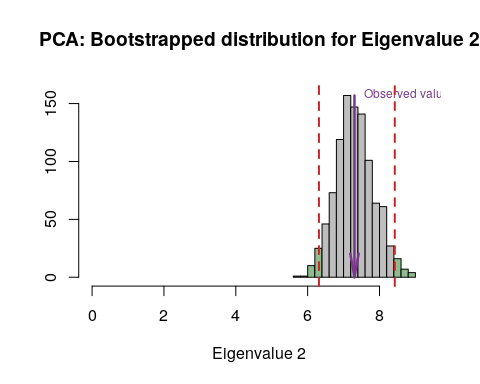 PCA: Bootstrapped distribution for Eigenvalue 2
Observed valu
150
100
50
0
0 2 4 6 8
Eigenvalue 2